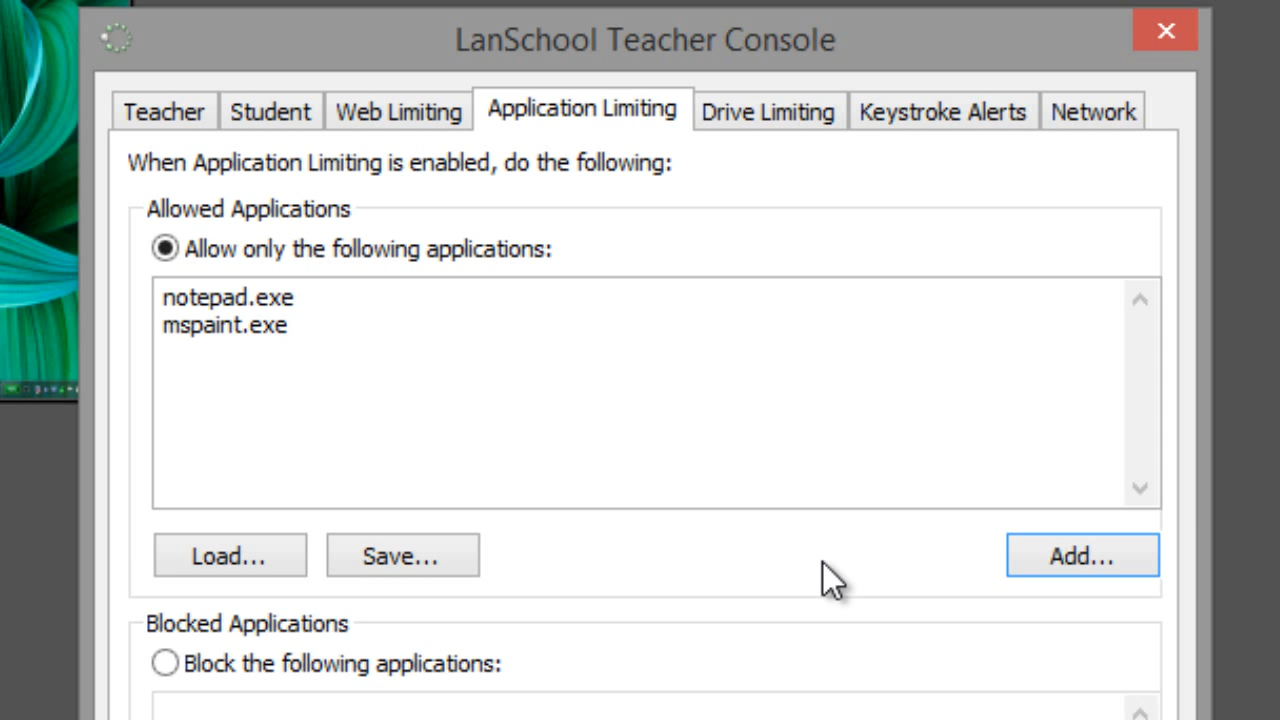 LanSchool Teacher Console
Teacher Student Web Limiting Application Limiting Drive Limiting Keystroke Alerts Network
When Application Limiting is enabled, do the following:
Allowed Applications
Allow only the following applications:
notepad.exe
mspaint.exe
Load... Save... Add...
Blocked Applications
Block the following applications: